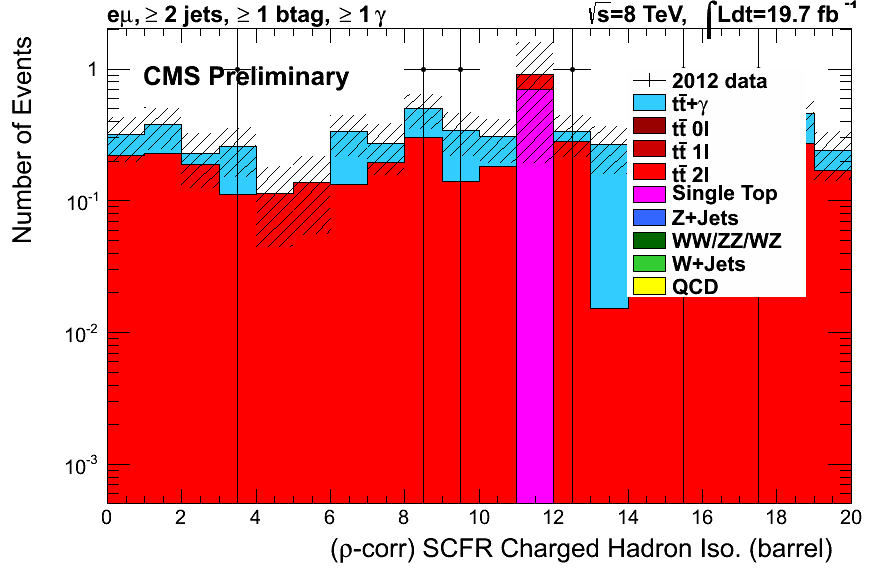 eμ, ≥ 2 jets, ≥ 1 btag, ≥ 1 γ √s=8 TeV, ∫Ldt=19.7 fb⁻¹
CMS Preliminary
2012 data
tt̄+γ
tt̄ 0l
tt̄ 1l
tt̄ 2l
Single Top
Z+Jets
WW/ZZ/WZ
W+Jets
QCD
Number of Events
1
10⁻¹
10⁻²
10⁻³
0 2 4 6 8 10 12 14 16 18 20
(ρ-corr) SCFR Charged Hadron Iso. (barrel)